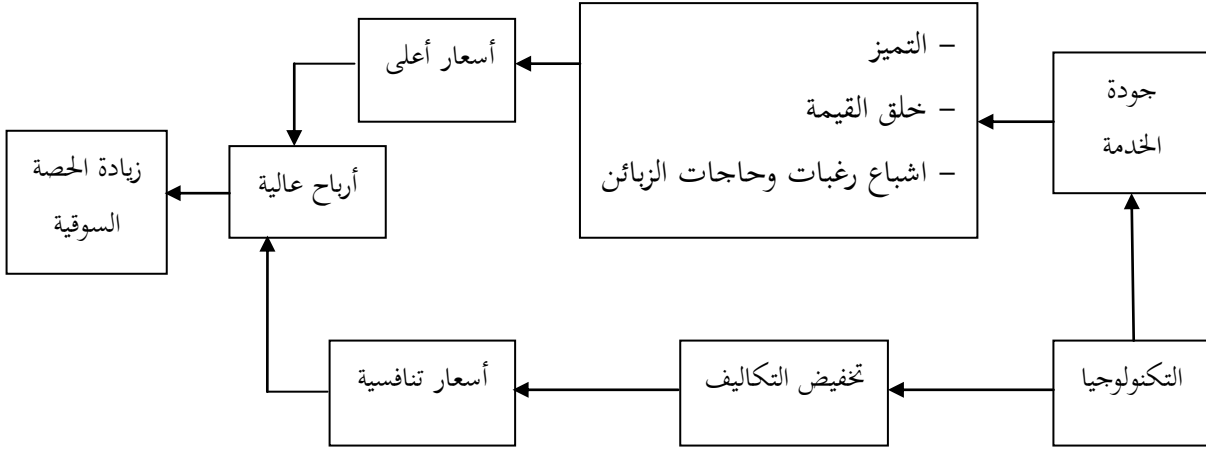 جودة
الخدمة
– التميز
– خلق القيمة
– اشباع رغبات وحاجات الزبائن
أسعار أعلى
أرباح عالية
زيادة الحصة
السوقية
التكنولوجيا
تخفيض التكاليف
أسعار تنافسية